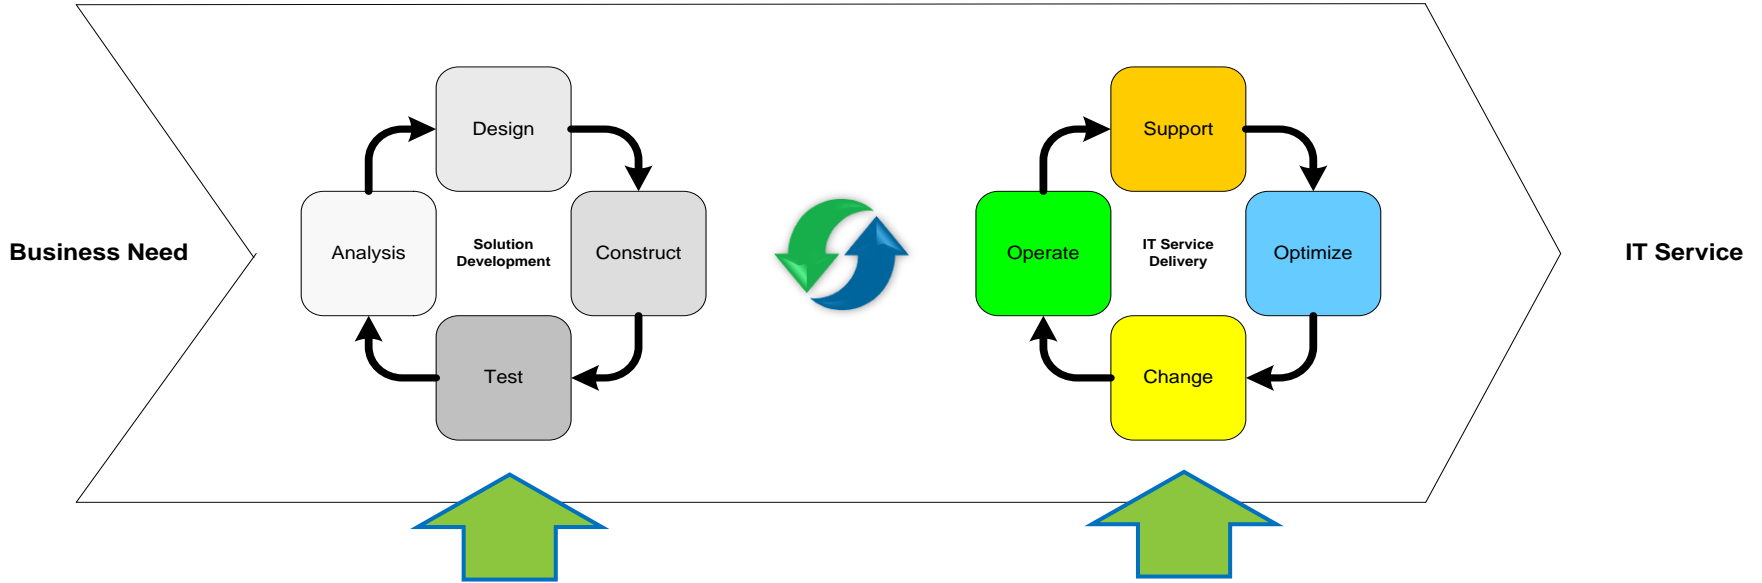 Business Need
Design
Analysis
Solution
Development
Construct
Test
Support
Operate
IT Service
Delivery
Optimize
Change
IT Service